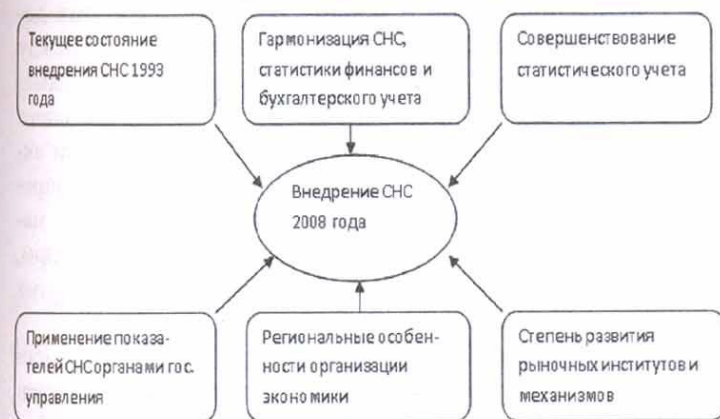 Текущее состояние
внедрения СНС 1993
года
Гармонизация СНС,
статистики финансов и
бухгалтерского учета
Совершенствование
статистического учета
Внедрение СНС
2008 года
Применение показа-
телей СНС органами гос.
управления
Региональные особен-
ности организации
экономики
Степень развития
рыночных институтов и
механизмов